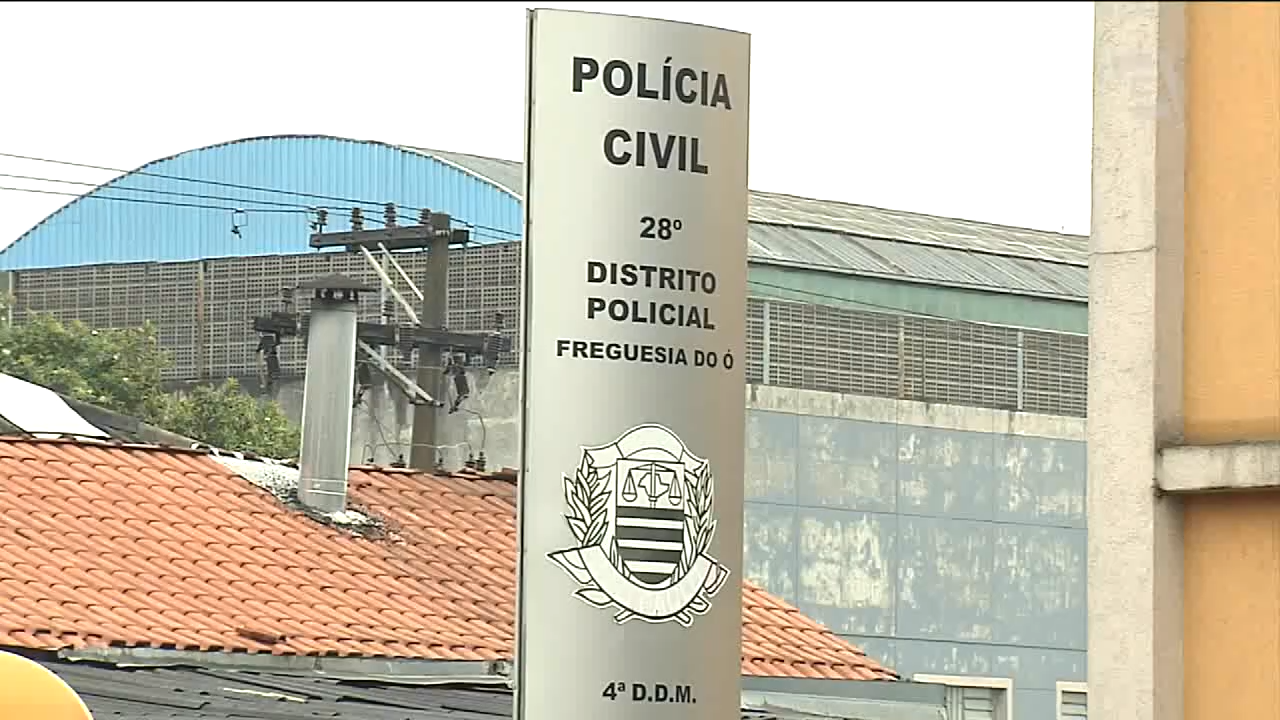 POLÍCIA
CIVIL
28º
DISTRITO
POLICIAL
FREGUESIA DO Ó
4ª D.D.M.